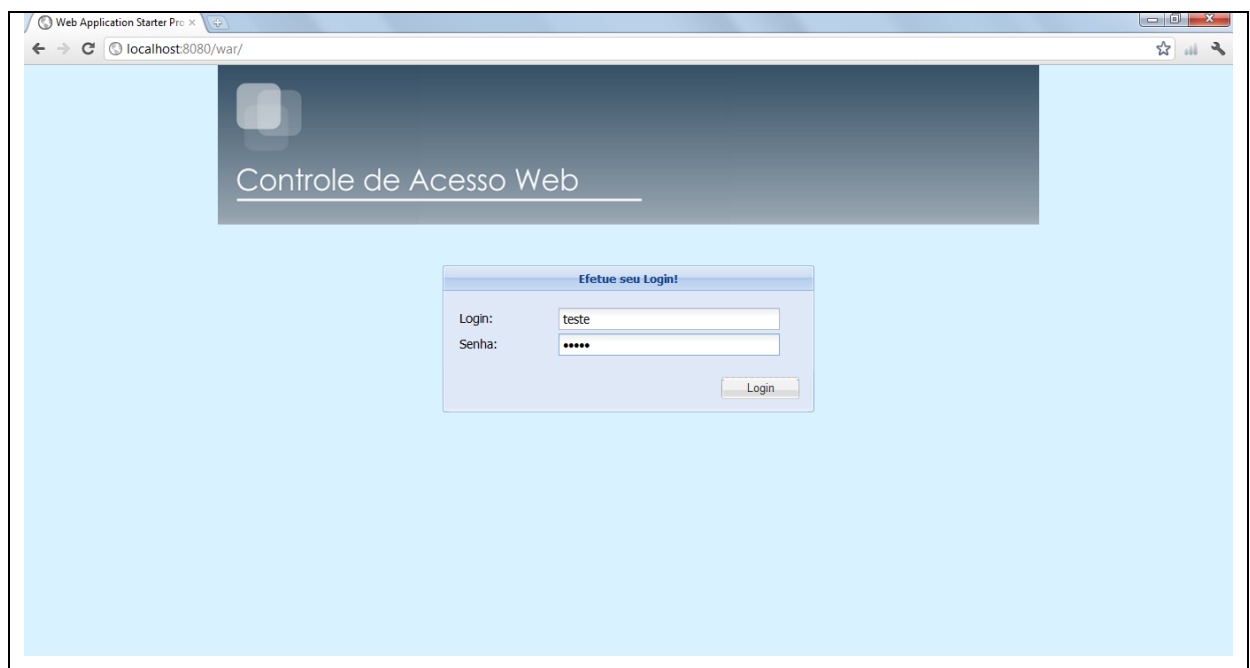 Web Application Starter Pro
localhost:8080/war/
Controle de Acesso Web
Efetue seu Login!
Login: teste
Senha: •••••
Login